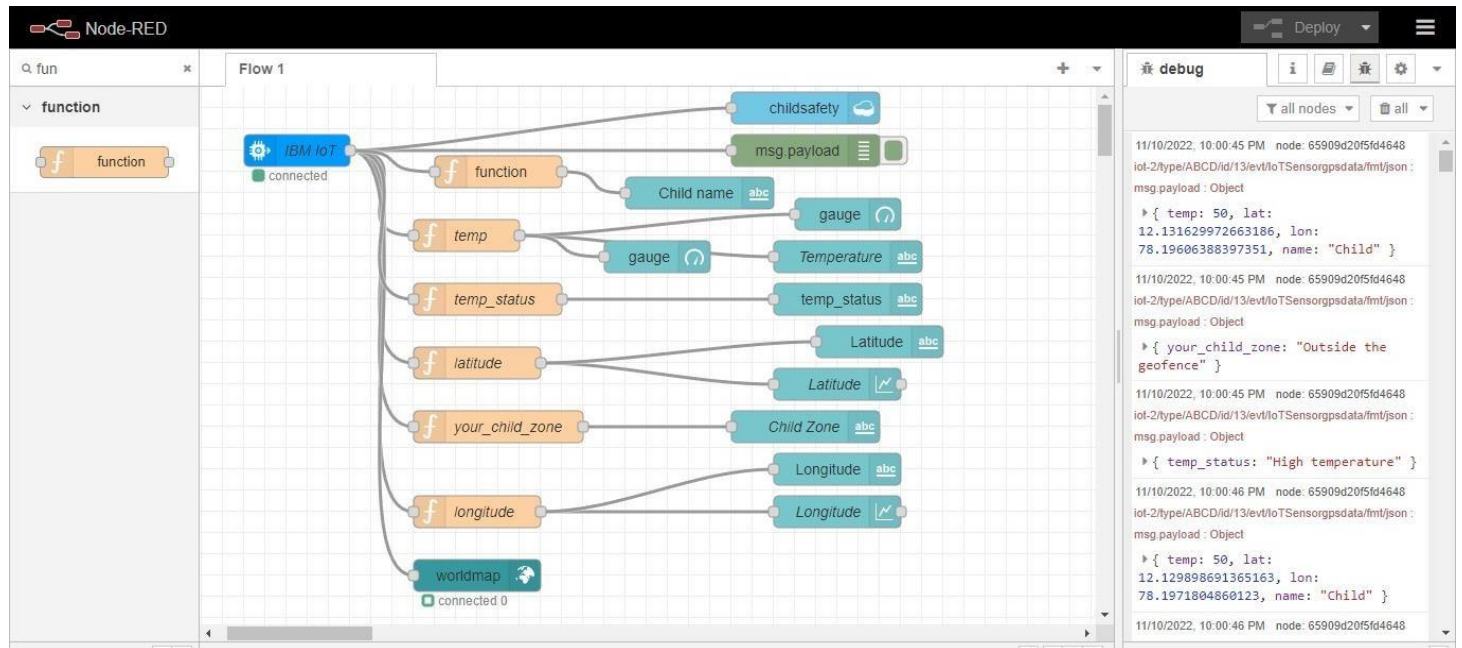 Node-RED
Deploy
fun
Flow 1
debug
i
function
all nodes
all
function
IBM IoT
connected
function
childsafety
msg.payload
Child name
abc
temp
gauge
gauge
Temperature
abc
temp_status
temp_status
abc
latitude
Latitude
abc
Latitude
your_child_zone
Child Zone
abc
Longitude
abc
longitude
Longitude
worldmap
connected 0
11/10/2022, 10:00:45 PM node: 65909d20f5fd4648
iot-2/type/ABCD/id/13/evt/IoTSensorgpsdata/fmt/json :
msg.payload : Object
{ temp: 50, lat:
12.131629972663186, lon:
78.19606388397351, name: "Child" }
11/10/2022, 10:00:45 PM node: 65909d20f5fd4648
iot-2/type/ABCD/id/13/evt/IoTSensorgpsdata/fmt/json :
msg.payload : Object
{ your_child_zone: "Outside the
geofence" }
11/10/2022, 10:00:45 PM node: 65909d20f5fd4648
iot-2/type/ABCD/id/13/evt/IoTSensorgpsdata/fmt/json :
msg.payload : Object
{ temp_status: "High temperature" }
11/10/2022, 10:00:46 PM node: 65909d20f5fd4648
iot-2/type/ABCD/id/13/evt/IoTSensorgpsdata/fmt/json :
msg.payload : Object
{ temp: 50, lat:
12.129898691365163, lon:
78.1971804860123, name: "Child" }
11/10/2022, 10:00:46 PM node: 65909d20f5fd4648